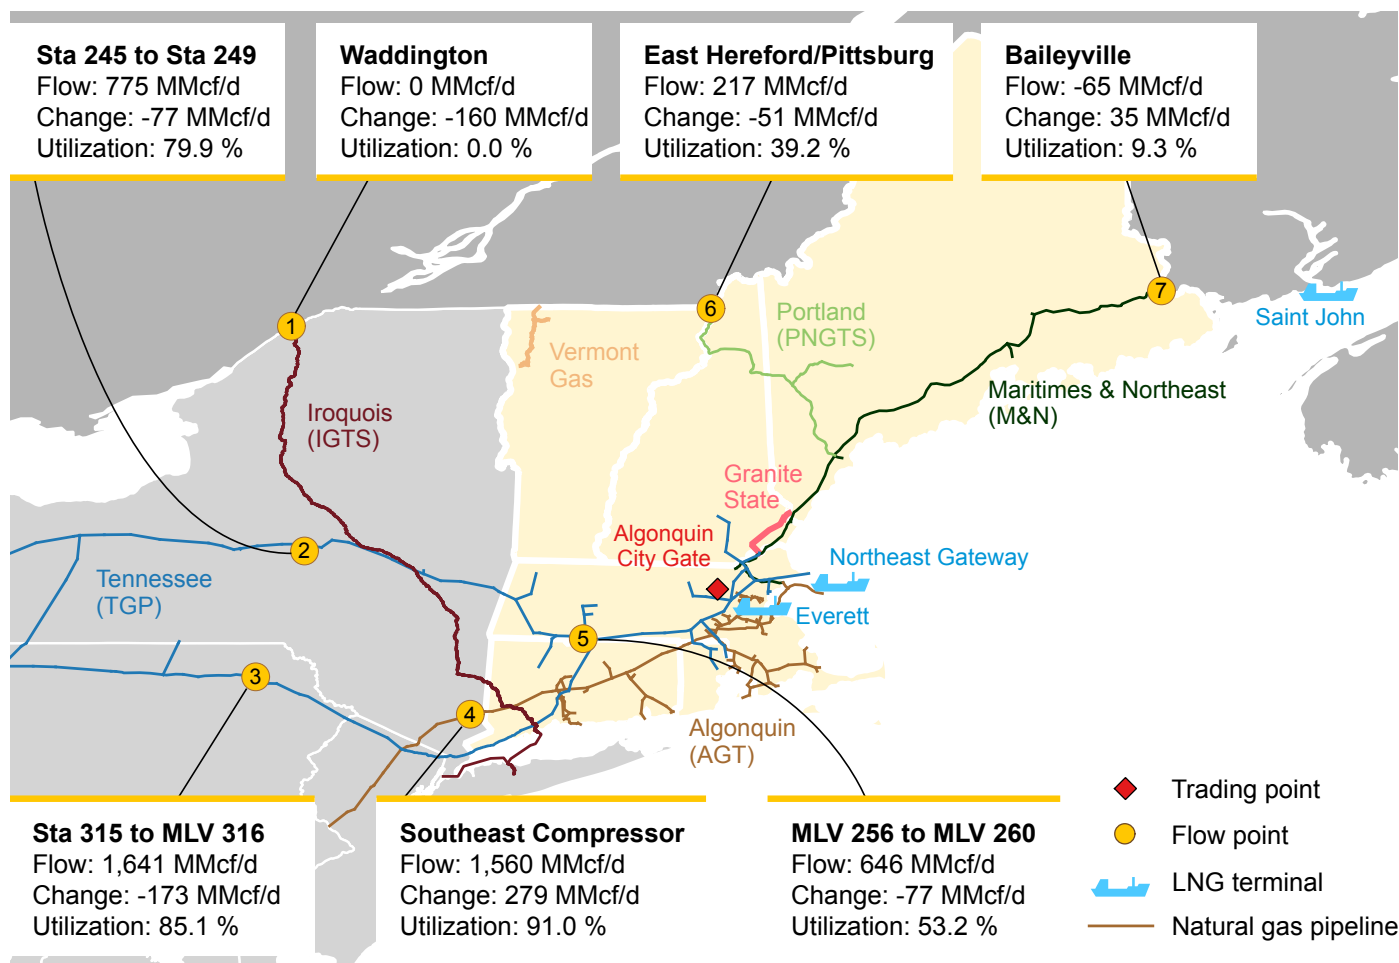 Sta 245 to Sta 249
Flow: 775 MMcf/d
Change: -77 MMcf/d
Utilization: 79.9 %
Waddington
Flow: 0 MMcf/d
Change: -160 MMcf/d
Utilization: 0.0 %
East Hereford/Pittsburg
Flow: 217 MMcf/d
Change: -51 MMcf/d
Utilization: 39.2 %
Baileyville
Flow: -65 MMcf/d
Change: 35 MMcf/d
Utilization: 9.3 %
1
6
7
Saint John
Portland
(PNGTS)
Vermont
Gas
Maritimes & Northeast
(M&N)
Iroquois
(IGTS)
Granite
State
Algonquin
City Gate
2
Northeast Gateway
Tennessee
(TGP)
Everett
5
3
4
Algonquin
(AGT)
Sta 315 to MLV 316
Flow: 1,641 MMcf/d
Change: -173 MMcf/d
Utilization: 85.1 %
Southeast Compressor
Flow: 1,560 MMcf/d
Change: 279 MMcf/d
Utilization: 91.0 %
MLV 256 to MLV 260
Flow: 646 MMcf/d
Change: -77 MMcf/d
Utilization: 53.2 %
Trading point
Flow point
LNG terminal
Natural gas pipeline